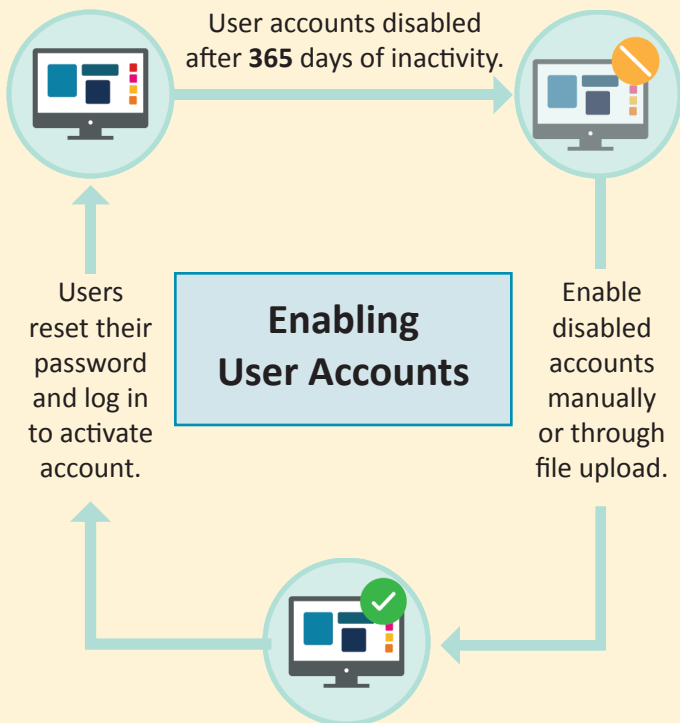 User accounts disabled
after 365 days of inactivity.
Enabling
User Accounts
Enable
disabled
accounts
manually
or through
file upload.
Users
reset their
password
and log in
to activate
account.